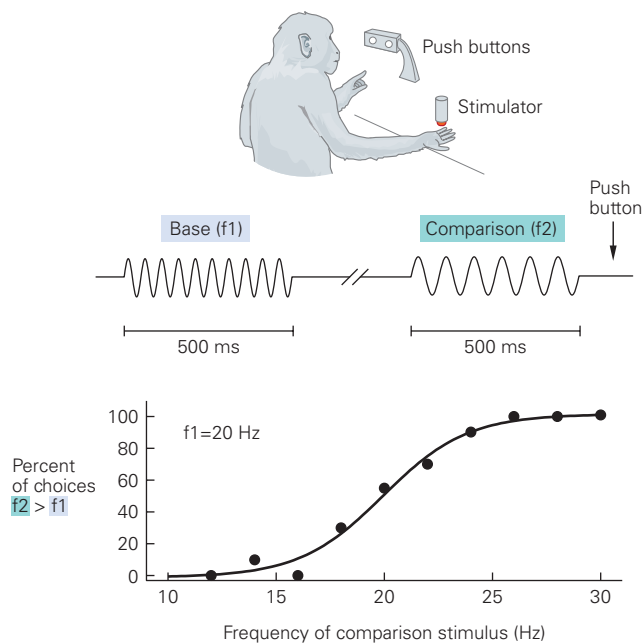 Push buttons
Stimulator
Push
button
Base (f1)
Comparison (f2)
500 ms
500 ms
f1=20 Hz
Percent
of choices
f2 > f1
100
80
60
40
20
0
10
15
20
25
30
Frequency of comparison stimulus (Hz)